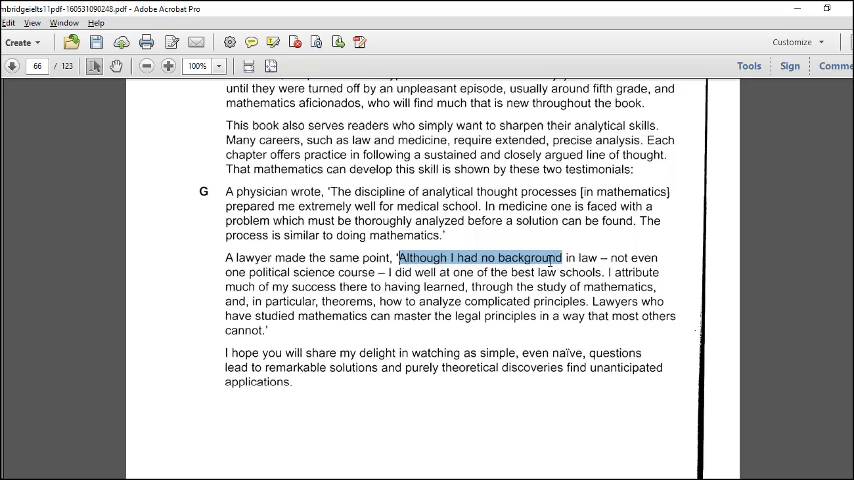 mbridgeielts11pdf-160531090248.pdf - Adobe Acrobat Pro
Edit View Window Help
Create
Customize
66 / 123
100%
Tools Sign Comme
until they were turned off by an unpleasant episode, usually around fifth grade, and
mathematics aficionados, who will find much that is new throughout the book.
This book also serves readers who simply want to sharpen their analytical skills.
Many careers, such as law and medicine, require extended, precise analysis. Each
chapter offers practice in following a sustained and closely argued line of thought.
That mathematics can develop this skill is shown by these two testimonials:
G A physician wrote, 'The discipline of analytical thought processes [in mathematics]
prepared me extremely well for medical school. In medicine one is faced with a
problem which must be thoroughly analyzed before a solution can be found. The
process is similar to doing mathematics.'
A lawyer made the same point, 'Although I had no background in law – not even
one political science course – I did well at one of the best law schools. I attribute
much of my success there to having learned, through the study of mathematics,
and, in particular, theorems, how to analyze complicated principles. Lawyers who
have studied mathematics can master the legal principles in a way that most others
cannot.'
I hope you will share my delight in watching as simple, even naïve, questions
lead to remarkable solutions and purely theoretical discoveries find unanticipated
applications.